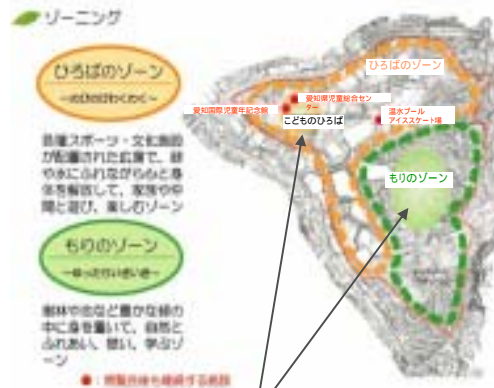 ゾーニング
ひろばのゾーン
～のびのびわくわく～
各種スポーツ・文化施設
が配置された広場で、緑
や水にふれながら心と身
体を解放して、家族や仲
間と遊び、楽しむゾーン
もりのゾーン
～ゆったりいきいき～
樹林や池など豊かな緑の
中に身を置いて、自然と
ふれあい、憩い、学ぶゾ
ーン
●：博覧会後も継続する施設
ひろばのゾーン
愛知県児童総合セン
ター
愛知国際児童年記念館
こどものひろば
温水プール
アイススケート場
もりのゾーン